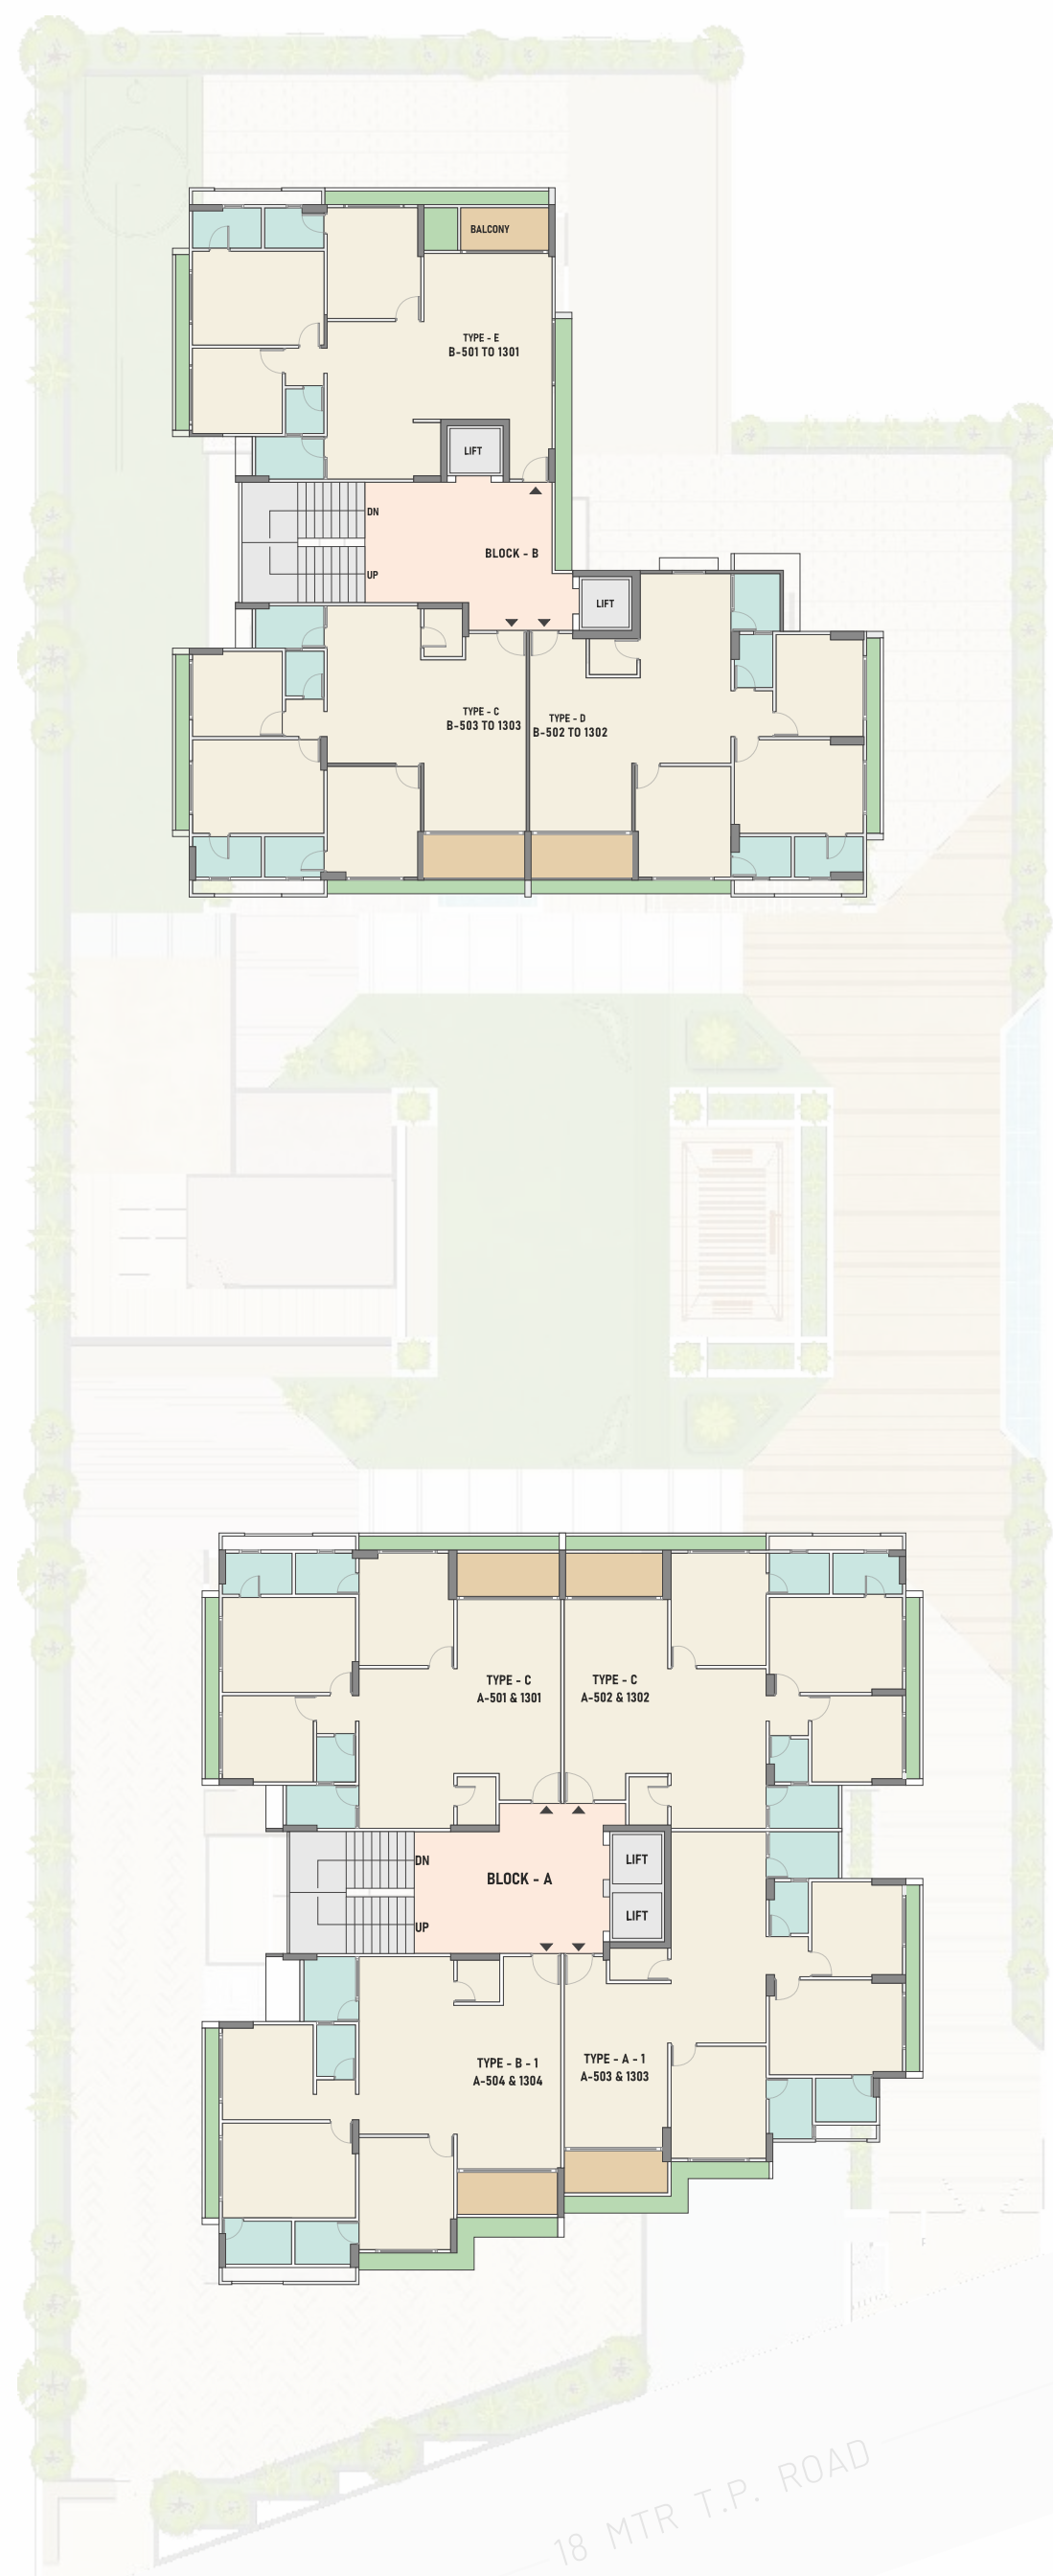 BALCONY
TYPE - E
B-501 TO 1301
LIFT
DN
BLOCK - B
UP
LIFT
TYPE - C
B-503 TO 1303
TYPE - D
B-502 TO 1302
TYPE - C
A-501 & 1301
TYPE - C
A-502 & 1302
DN
LIFT
BLOCK - A
LIFT
UP
TYPE - B - 1
A-504 & 1304
TYPE - A - 1
A-503 & 1303
18 MTR T.P. ROAD